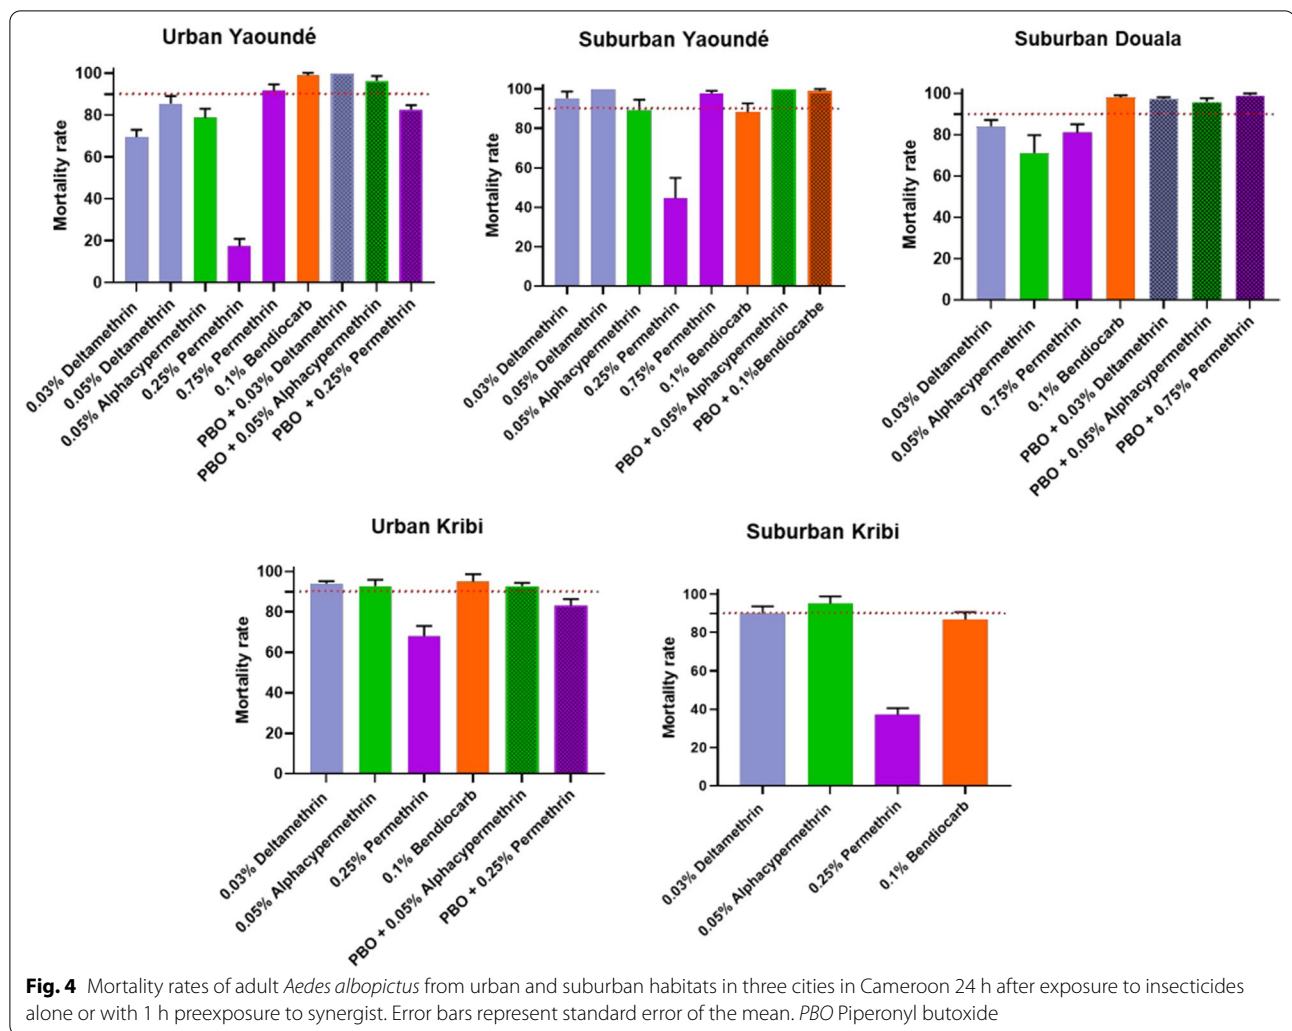 Urban Yaoundé
Mortality rate
100
80
60
40
20
0
0.03% Deltamethrin
0.05% Deltamethrin
0.05% Alphacypermethrin
0.25% Permethrin
0.75% Permethrin
0.1% Bendiocarb
PBO + 0.03% Deltamethrin
PBO + 0.05% Alphacypermethrin
PBO + 0.25% Permethrin
Suburban Yaoundé
Mortality rate
100
80
60
40
20
0
0.03% Deltamethrin
0.05% Deltamethrin
0.05% Alphacypermethrin
0.25% Permethrin
0.75% Permethrin
0.1% Bendiocarb
PBO + 0.05% Alphacypermethrin
PBO + 0.1%Bendiocarbe
Suburban Douala
Mortality rate
100
80
60
40
20
0
0.03% Deltamethrin
0.05% Alphacypermethrin
0.75% Permethrin
0.1% Bendiocarb
PBO + 0.03% Deltamethrin
PBO + 0.05% Alphacypermethrin
PBO + 0.75% Permethrin
Urban Kribi
Mortality rate
100
80
60
40
20
0
0.03% Deltamethrin
0.05% Alphacypermethrin
0.25% Permethrin
0.1% Bendiocarb
PBO + 0.05% Alphacypermethrin
PBO + 0.25% Permethrin
Suburban Kribi
Mortality rate
100
80
60
40
20
0
0.03% Deltamethrin
0.05% Alphacypermethrin
0.25% Permethrin
0.1% Bendiocarb
Fig. 4 Mortality rates of adult Aedes albopictus from urban and suburban habitats in three cities in Cameroon 24 h after exposure to insecticides
alone or with 1 h preexposure to synergist. Error bars represent standard error of the mean. PBO Piperonyl butoxide